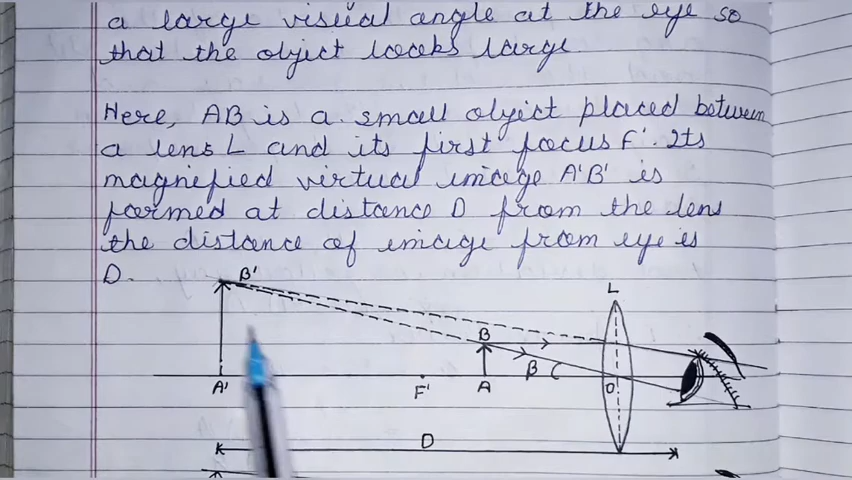 a large visual angle at the eye so
that the object looks large
Here, AB is a small object placed between
a lens L and its first focus F'. Its
magnified virtual image A'B' is
formed at distance D from the lens
the distance of image from eye is
D.
B'
L
B
β
A'
F'
A
O
D